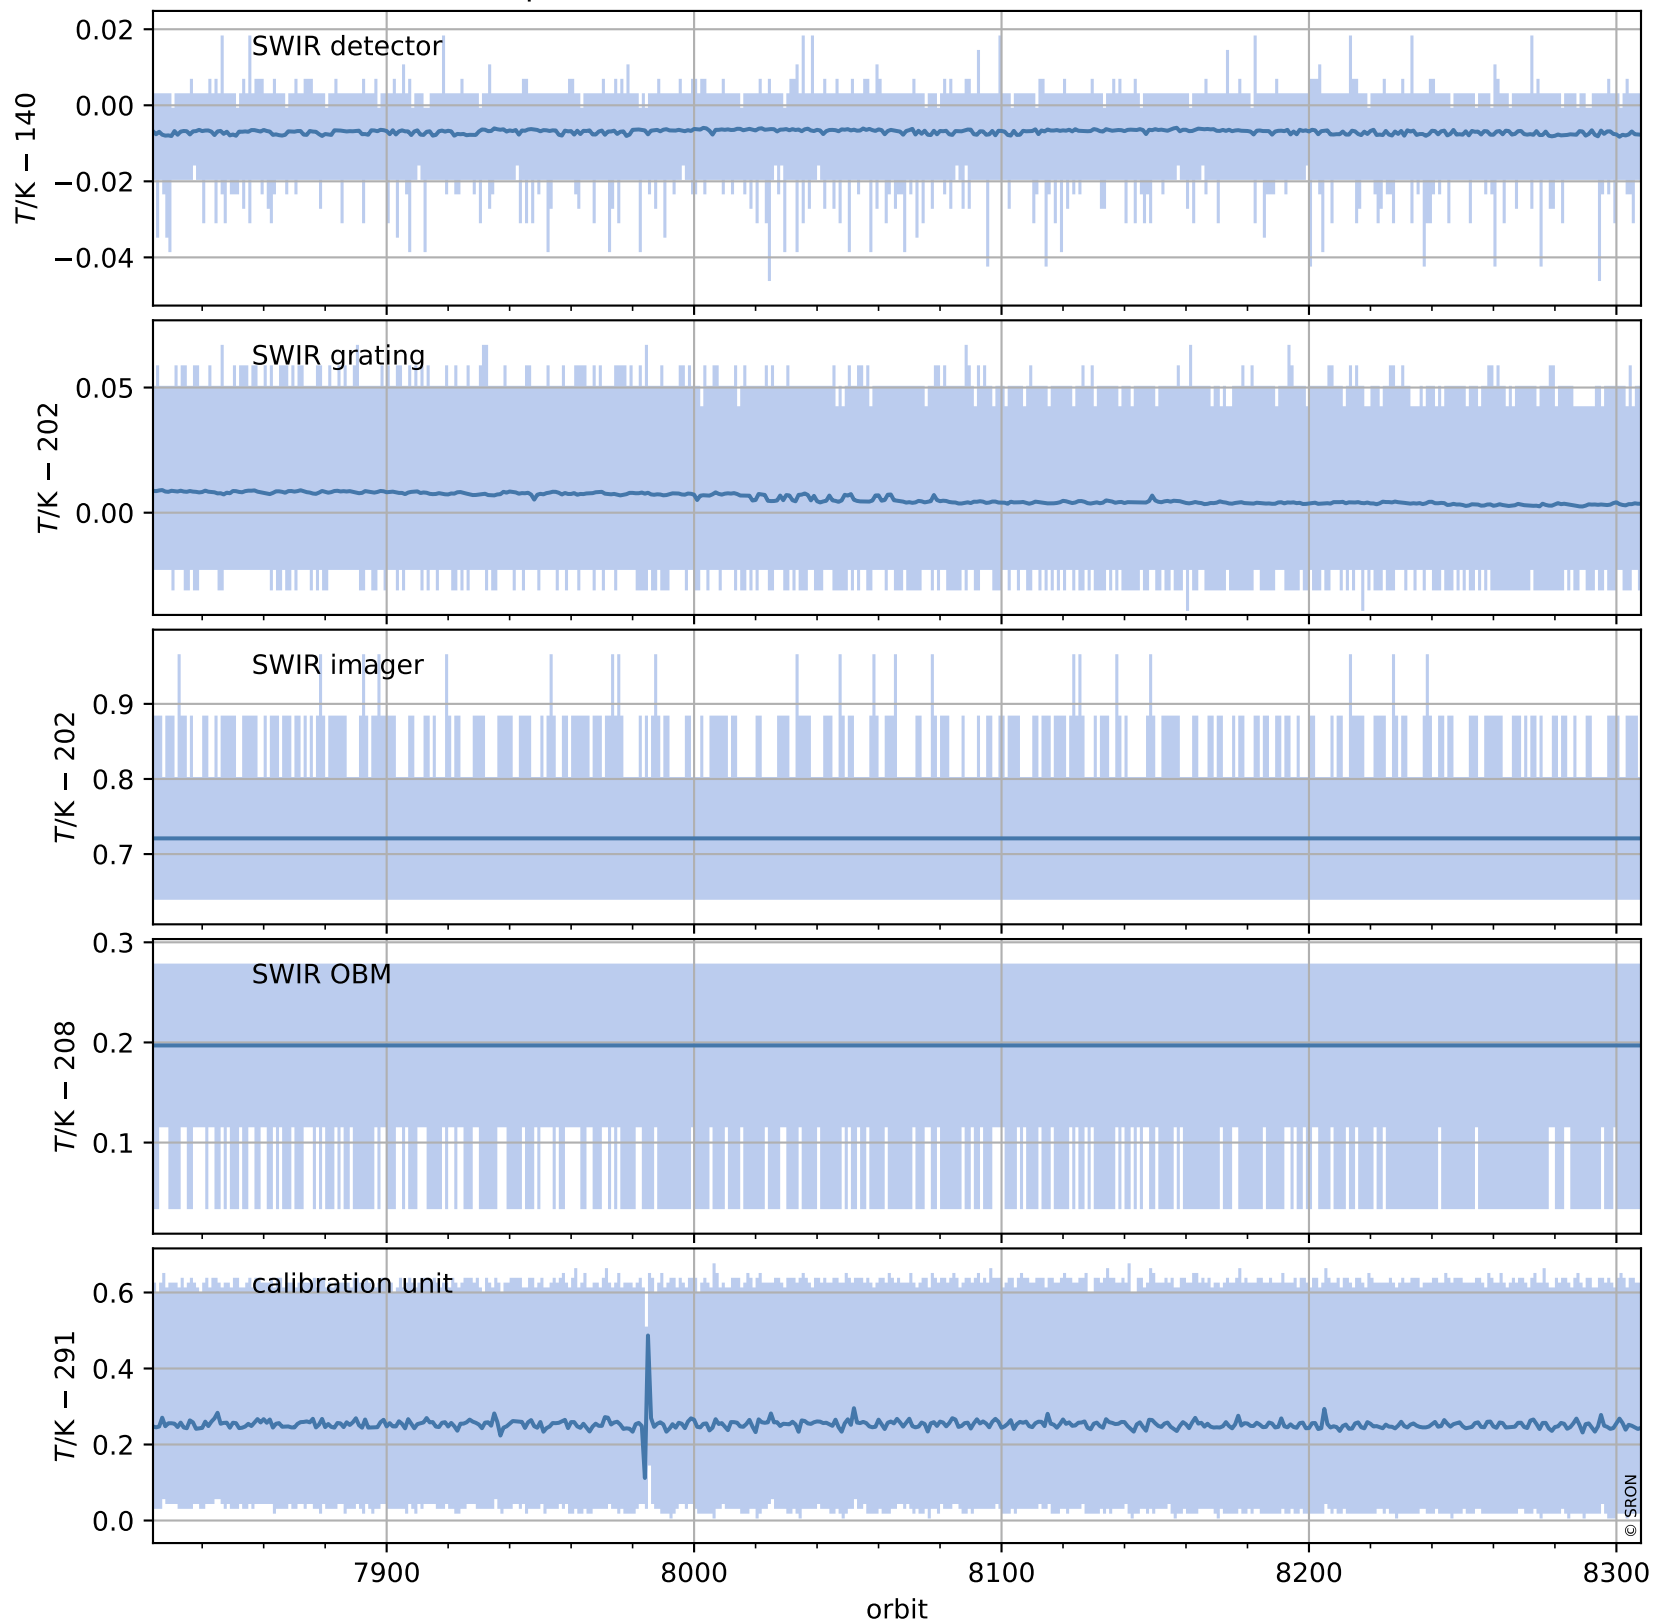 SWIR detector
0.02
0.00
−0.02
−0.04
T/K − 140
SWIR grating
0.05
0.00
T/K − 202
SWIR imager
0.9
0.8
0.7
T/K − 202
SWIR OBM
0.3
0.2
0.1
T/K − 208
calibration unit
0.6
0.4
0.2
0.0
T/K − 291
© SRON
7900 8000 8100 8200 8300
orbit